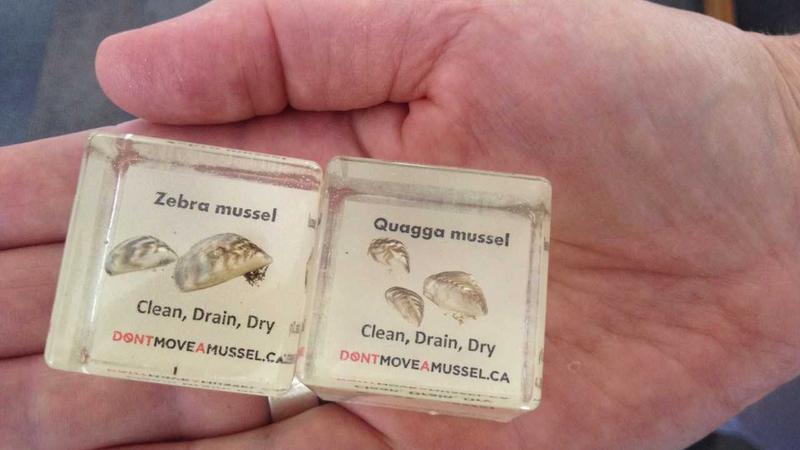 Zebra mussel
Clean, Drain, Dry
DONTMOVEAMUSSEL.CA
Quagga mussel
Clean, Drain, Dry
DONTMOVEAMUSSEL.CA